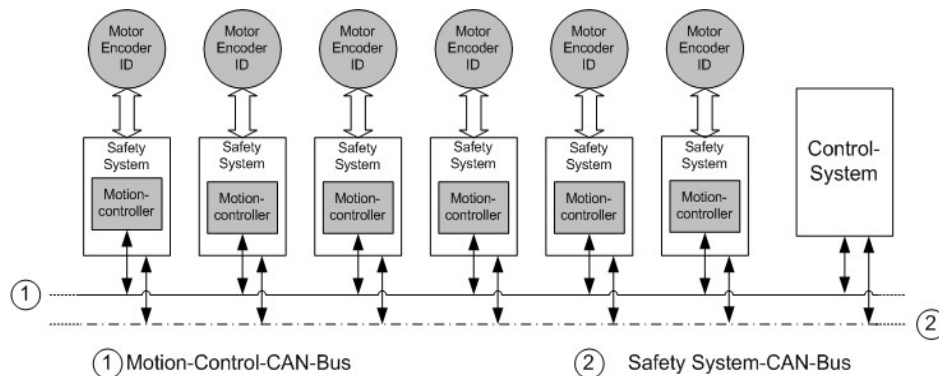 Motor
Encoder
ID
Motor
Encoder
ID
Motor
Encoder
ID
Motor
Encoder
ID
Motor
Encoder
ID
Motor
Encoder
ID
Safety
System
Motion-
controller
Safety
System
Motion-
controller
Safety
System
Motion-
controller
Safety
System
Motion-
controller
Safety
System
Motion-
controller
Safety
System
Motion-
controller
Control-
System
1
2
1 Motion-Control-CAN-Bus
2 Safety System-CAN-Bus